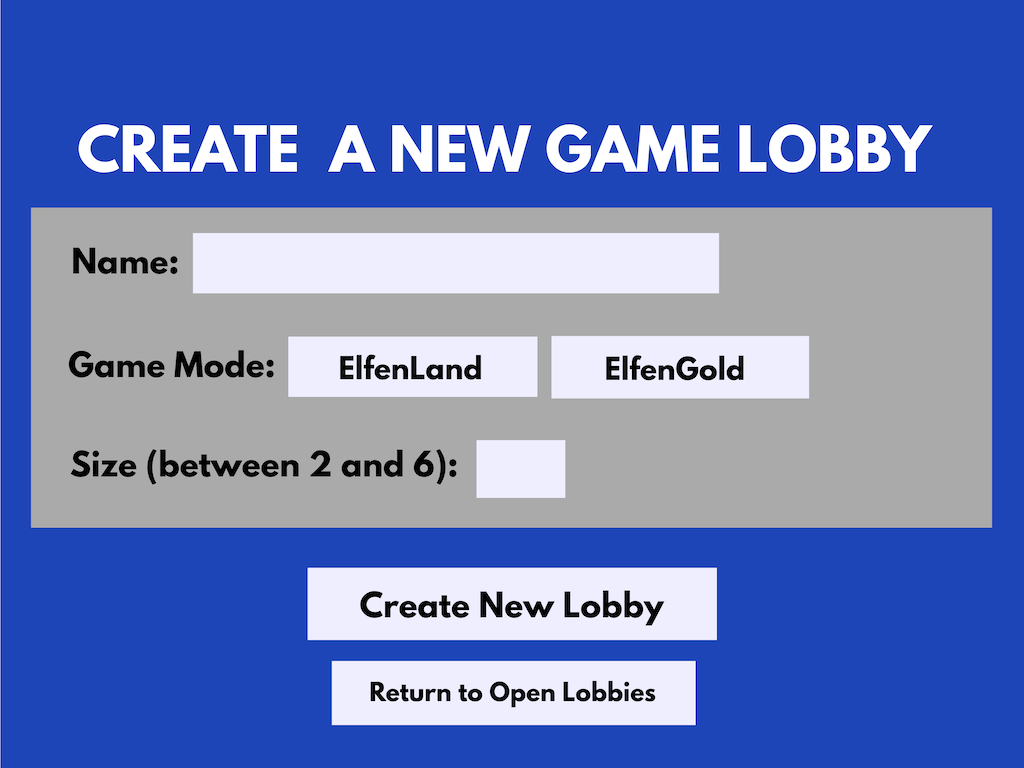 CREATE A NEW GAME LOBBY
Name:
Game Mode: ElfenLand ElfenGold
Size (between 2 and 6):
Create New Lobby
Return to Open Lobbies